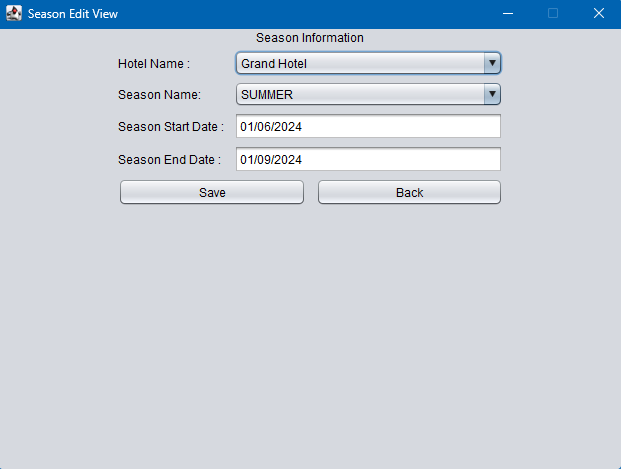 Season Edit View
Season Information
Hotel Name : Grand Hotel
Season Name: SUMMER
Season Start Date : 01/06/2024
Season End Date : 01/09/2024
Save Back